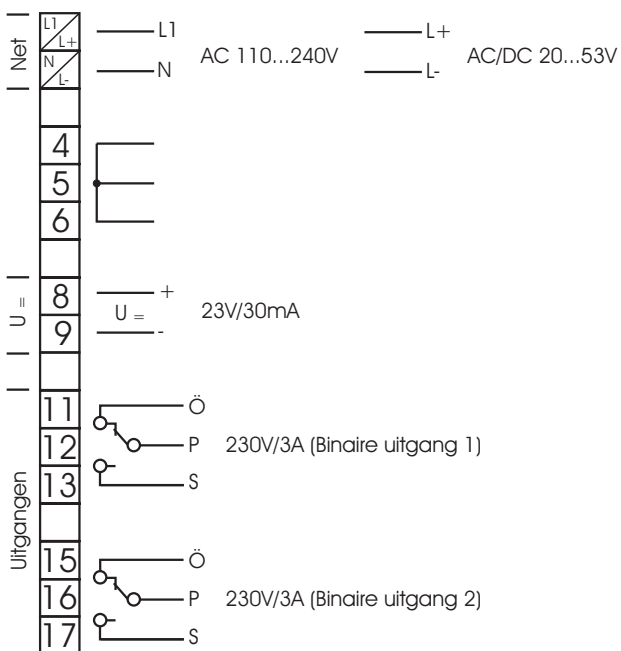 Net
L1
L+
L1
L+
AC 110...240V
AC/DC 20...53V
N
L-
N
L-
4
5
6
U =
8
+
U =
23V/30mA
9
-
Uitgangen
11
Ö
12
P
230V/3A (Binaire uitgang 1)
13
S
15
Ö
16
P
230V/3A (Binaire uitgang 2)
17
S